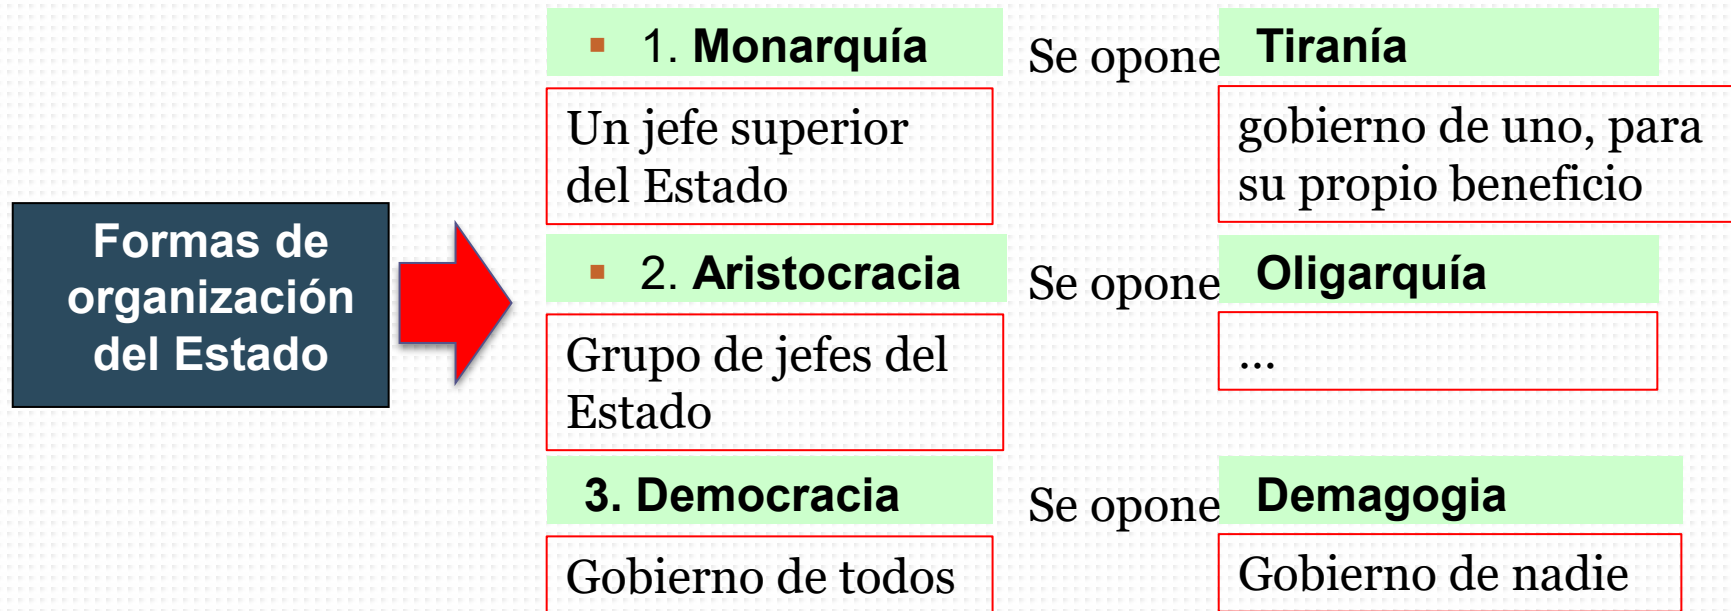 Formas de
organización
del Estado
▪ 1. Monarquía
Se opone
Tiranía
Un jefe superior
del Estado
gobierno de uno, para
su propio beneficio
▪ 2. Aristocracia
Se opone
Oligarquía
Grupo de jefes del
Estado
...
3. Democracia
Se opone
Demagogia
Gobierno de todos
Gobierno de nadie